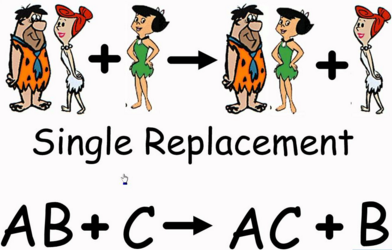 + → +
Single Replacement
AB + C → AC + B